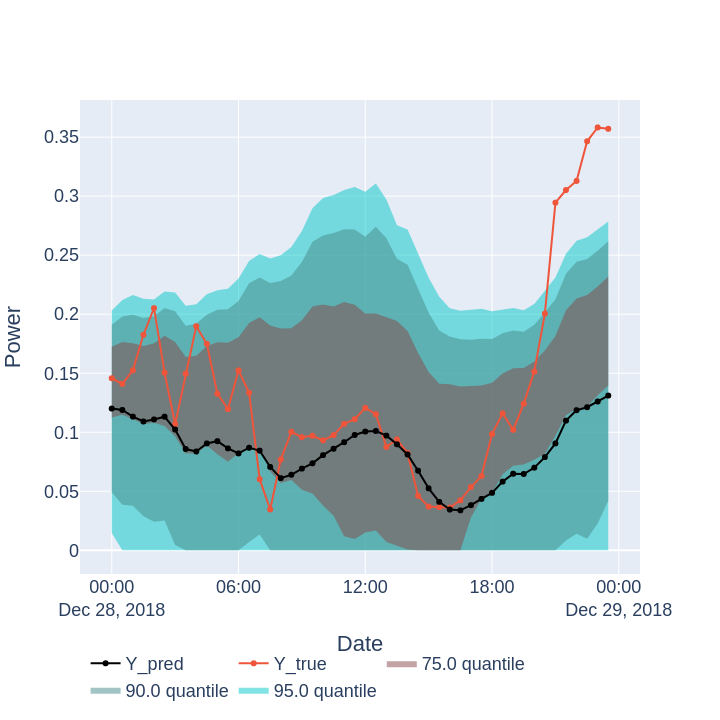 0.35
0.3
0.25
0.2
0.15
0.1
0.05
0
Power
00:00 06:00 12:00 18:00 00:00
Dec 28, 2018 Dec 29, 2018
Date
Y_pred Y_true 75.0 quantile
90.0 quantile 95.0 quantile